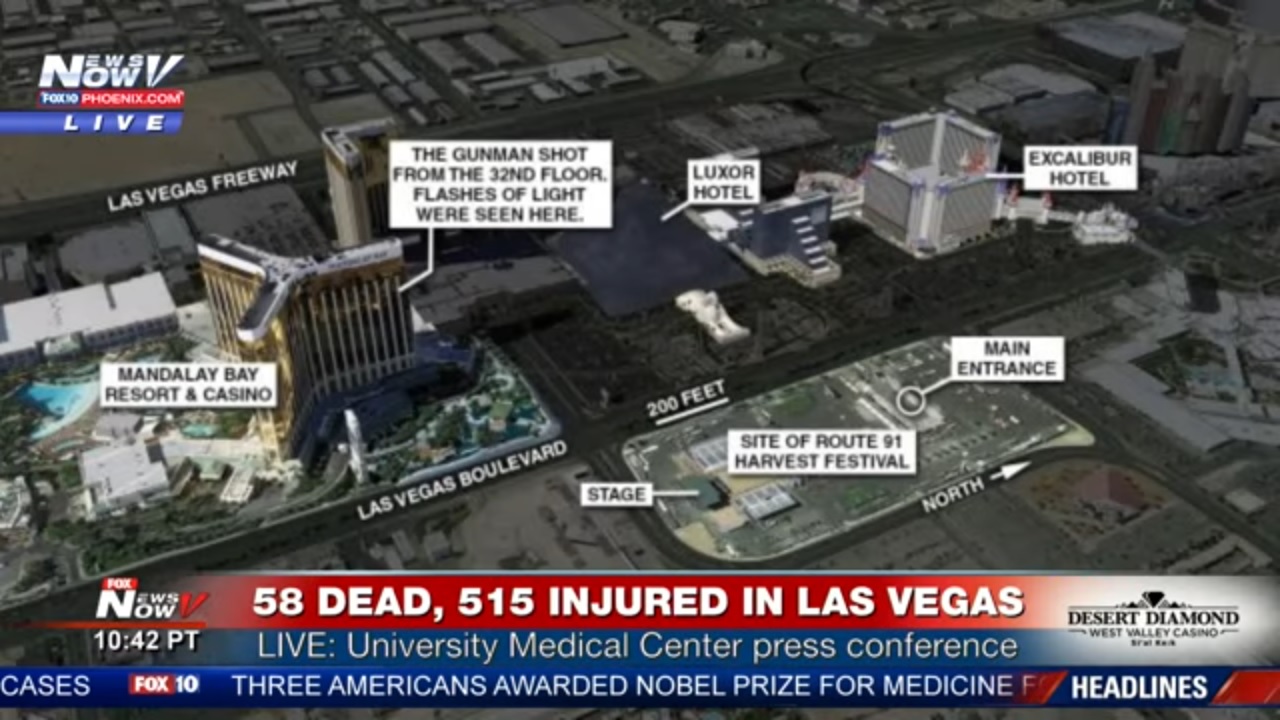 NEWS
NOW
FOX10 PHOENIX.COM
LIVE
LAS VEGAS FREEWAY
THE GUNMAN SHOT
FROM THE 32ND FLOOR.
FLASHES OF LIGHT
WERE SEEN HERE.
LUXOR
HOTEL
EXCALIBUR
HOTEL
MANDALAY BAY
RESORT & CASINO
MAIN
ENTRANCE
200 FEET
SITE OF ROUTE 91
HARVEST FESTIVAL
LAS VEGAS BOULEVARD
STAGE
NORTH
FOX
NEWS
NOW
10:42 PT
58 DEAD, 515 INJURED IN LAS VEGAS
LIVE: University Medical Center press conference
DESERT DIAMOND
WEST VALLEY CASINO
CASES FOX 10 THREE AMERICANS AWARDED NOBEL PRIZE FOR MEDICINE F
HEADLINES